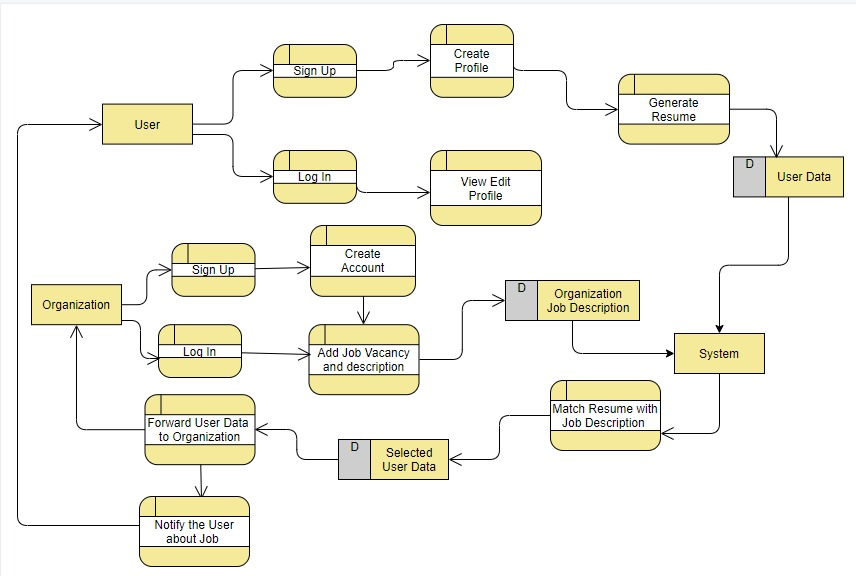 Create
Profile
Sign Up
Generate
Resume
User
D
User Data
Log In
View Edit
Profile
Create
Account
Sign Up
Organization
D
Organization
Job Description
Log In
Add Job Vacancy
and description
System
Match Resume with
Job Description
Forward User Data
to Organization
D
Selected
User Data
Notify the User
about Job